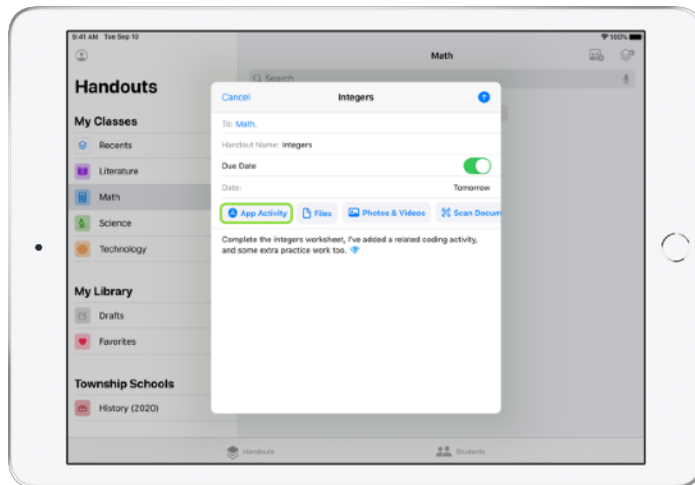 9:41 AM Tue Sep 10
100%
Math
Handouts
Search
My Classes
Recents
Literature
Math
Science
Technology
My Library
Drafts
Favorites
Township Schools
History (2020)
Cancel
Integers
To: Math,
Handout Name: Integers
Due Date
Date:
Tomorrow
App Activity
Files
Photos & Videos
Scan Docum
Complete the integers worksheet, I've added a related coding activity,
and some extra practice work too.
Handouts
Students